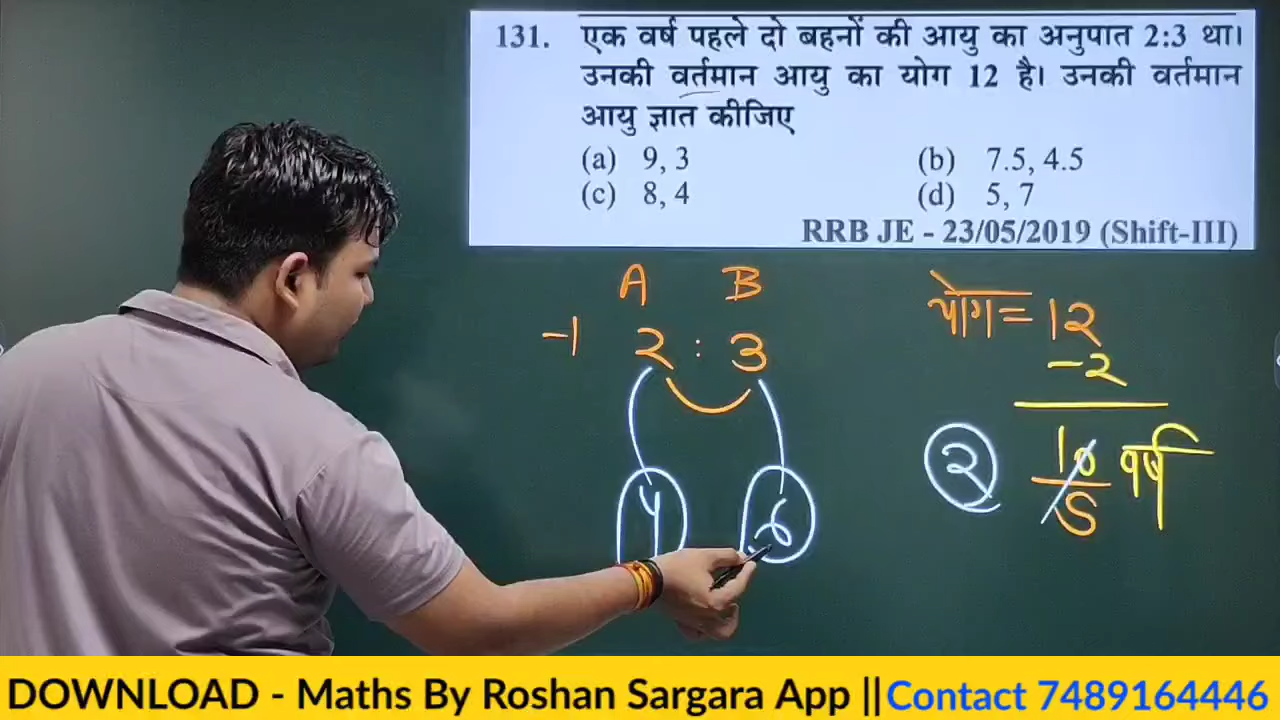 131. एक वर्ष पहले दो बहनों की आयु का अनुपात 2:3 था।
उनकी वर्तमान आयु का योग 12 है। उनकी वर्तमान
आयु ज्ञात कीजिए
(a) 9, 3 (b) 7.5, 4.5
(c) 8, 4 (d) 5, 7
RRB JE - 23/05/2019 (Shift-III)
A B
-1 2 : 3
4 6
योग = 12
-2
2 10/5 वर्ष
DOWNLOAD - Maths By Roshan Sargara App || Contact 7489164446